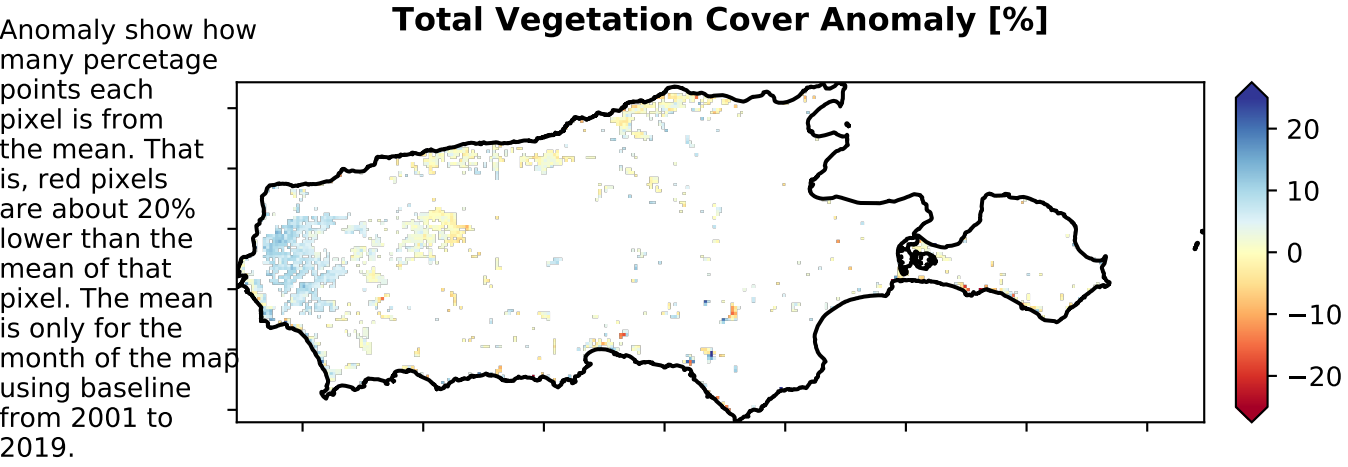 Total Vegetation Cover Anomaly [%]
Anomaly show how
many percetage
points each
pixel is from
the mean. That
is, red pixels
are about 20%
lower than the
mean of that
pixel. The mean
is only for the
month of the map
using baseline
from 2001 to
2019.
20
10
0
−10
−20